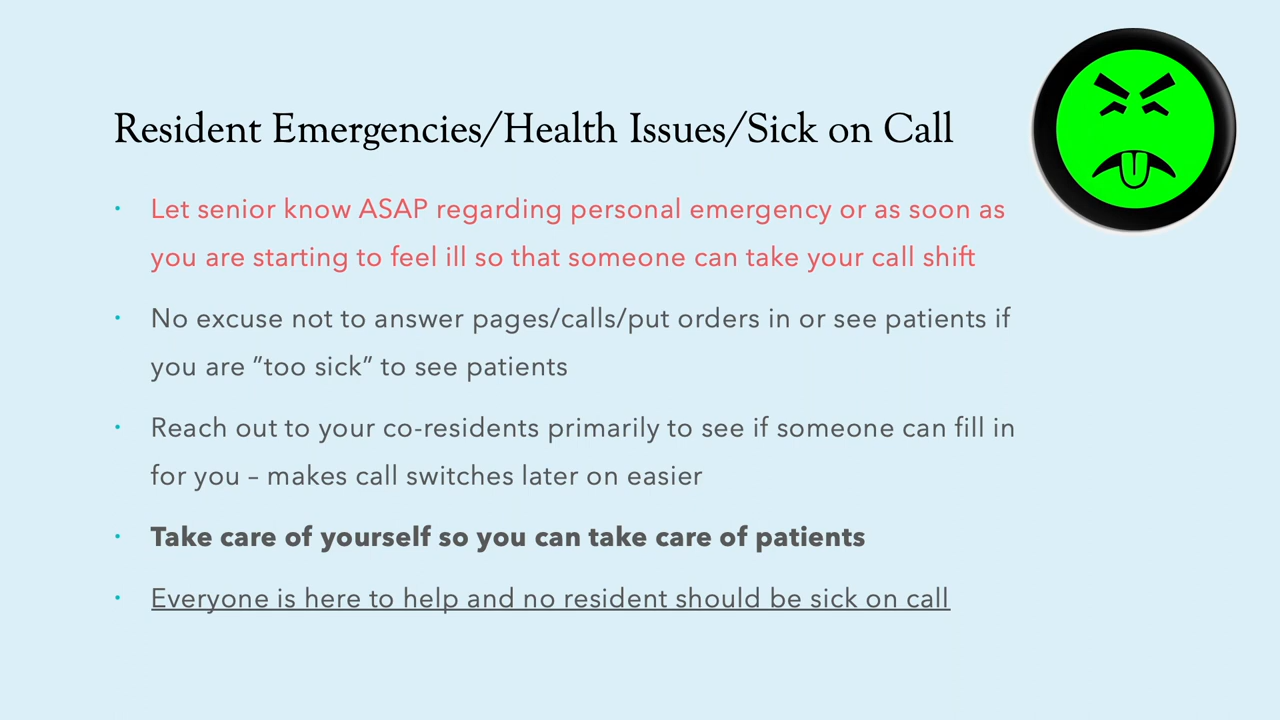 Resident Emergencies/Health Issues/Sick on Call
· Let senior know ASAP regarding personal emergency or as soon as
you are starting to feel ill so that someone can take your call shift
· No excuse not to answer pages/calls/put orders in or see patients if
you are ”too sick” to see patients
· Reach out to your co-residents primarily to see if someone can fill in
for you – makes call switches later on easier
· Take care of yourself so you can take care of patients
· Everyone is here to help and no resident should be sick on call